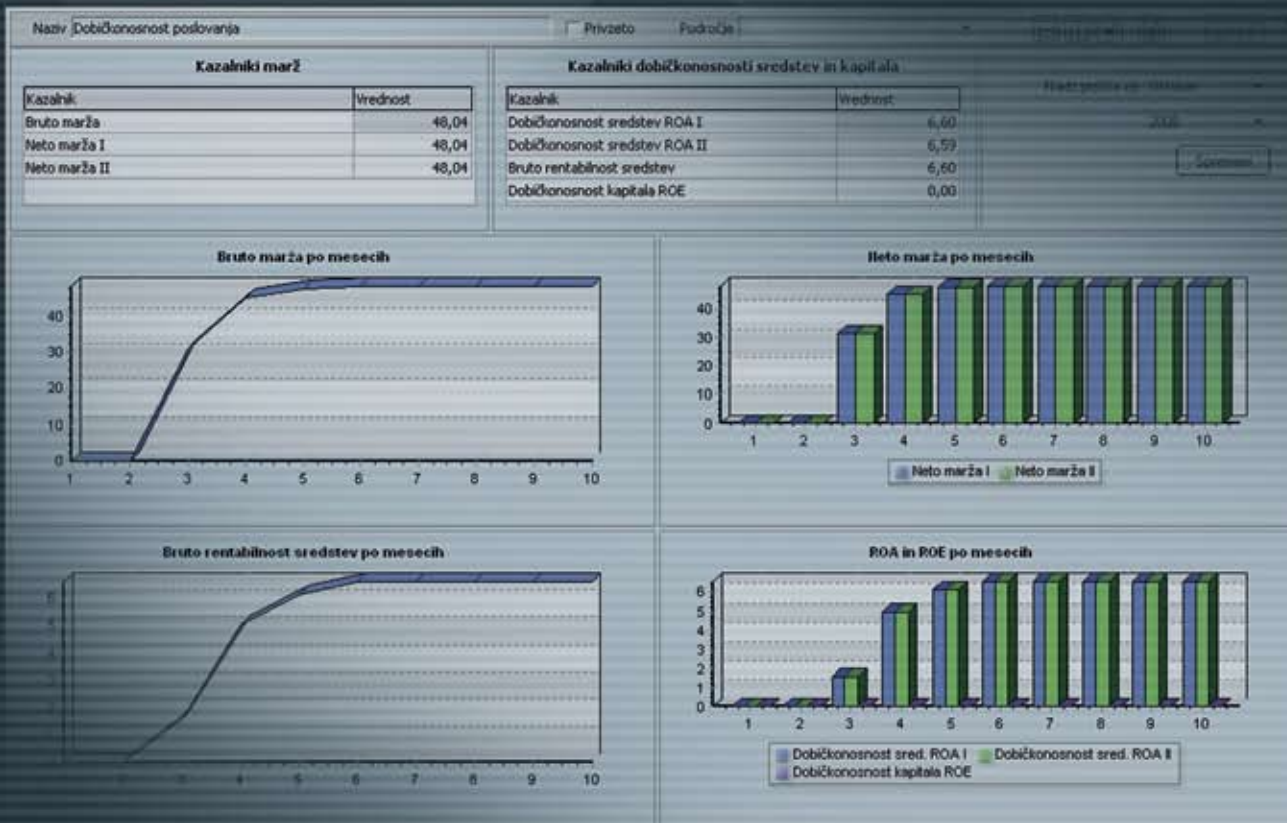 Naziv Dobičkonosnost poslovanja Privzeto Področje
Kazalniki marž
Kazalnik Vrednost
Bruto marža 48,04
Neto marža I 48,04
Neto marža II 48,04
Kazalniki dobičkonosnosti sredstev in kapitala
Kazalnik Vrednost
Dobičkonosnost sredstev ROA I 6,60
Dobičkonosnost sredstev ROA II 6,59
Bruto rentabilnost sredstev 6,60
Dobičkonosnost kapitala ROE 0,00
Bruto marža po mesecih
40
30
20
10
0
1 2 3 4 5 6 7 8 9 10
Neto marža po mesecih
40
30
20
10
0
1 2 3 4 5 6 7 8 9 10
Neto marža I Neto marža II
Bruto rentabilnost sredstev po mesecih
2 3 4 5 6 7 8 9 10
ROA in ROE po mesecih
6
5
4
3
2
1
0
1 2 3 4 5 6 7 8 9 10
Dobičkonosnost sred. ROA I Dobičkonosnost sred. ROA II
Dobičkonosnost kapitala ROE